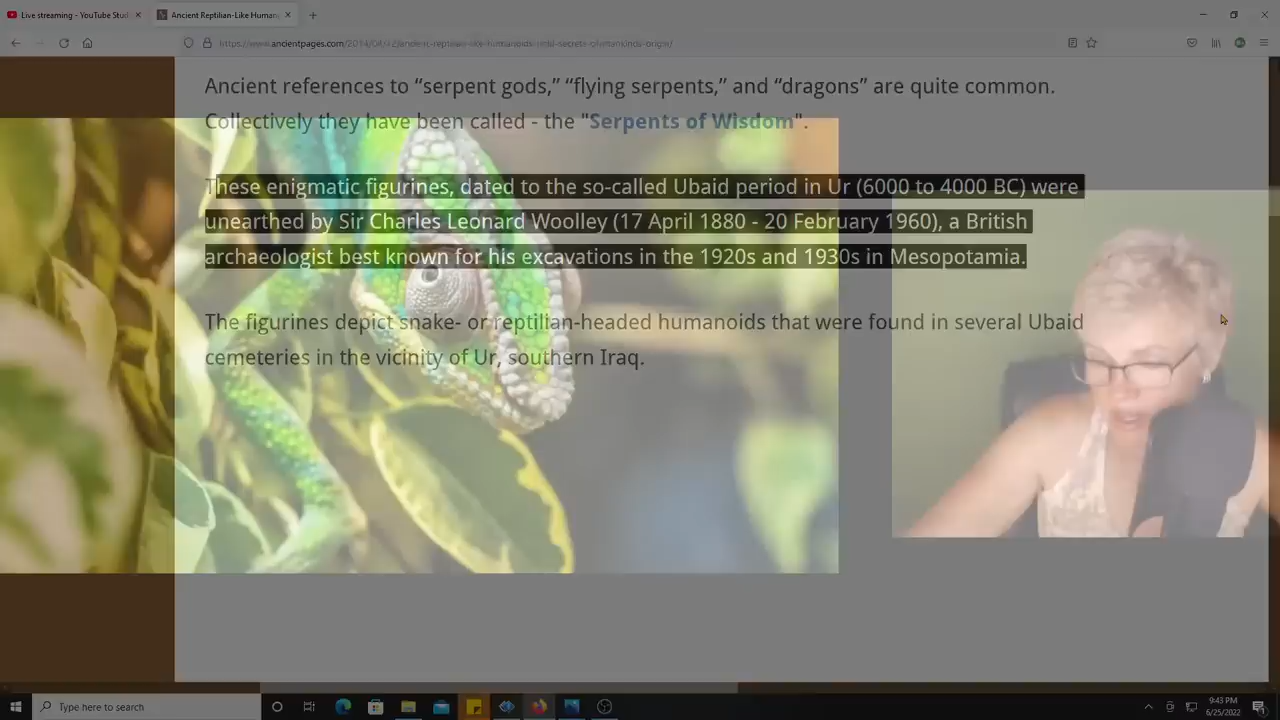 Live streaming - YouTube Stud
Ancient Reptilian-Like Human
Ancient references to “serpent gods,” “flying serpents,” and “dragons” are quite common.
Collectively they have been called - the "Serpents of Wisdom".
These enigmatic figurines, dated to the so-called Ubaid period in Ur (6000 to 4000 BC) were
unearthed by Sir Charles Leonard Woolley (17 April 1880 - 20 February 1960), a British
archaeologist best known for his excavations in the 1920s and 1930s in Mesopotamia.
The figurines depict snake- or reptilian-headed humanoids that were found in several Ubaid
cemeteries in the vicinity of Ur, southern Iraq.
Type here to search
9:43 PM
6/25/2022